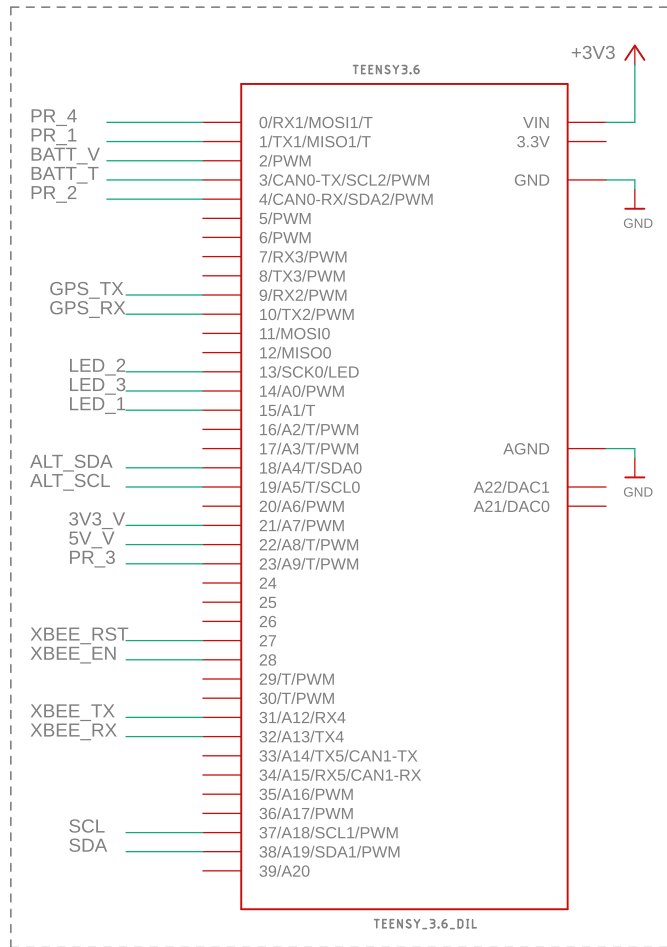 +3V3
TEENSY3.6
PR_4 0/RX1/MOSI1/T VIN
PR_1 1/TX1/MISO1/T 3.3V
BATT_V 2/PWM
BATT_T 3/CAN0-TX/SCL2/PWM GND
PR_2 4/CAN0-RX/SDA2/PWM
5/PWM GND
6/PWM
7/RX3/PWM
8/TX3/PWM
GPS_TX 9/RX2/PWM
GPS_RX 10/TX2/PWM
11/MOSI0
12/MISO0
LED_2 13/SCK0/LED
LED_3 14/A0/PWM
LED_1 15/A1/T
16/A2/T/PWM
17/A3/T/PWM AGND
ALT_SDA 18/A4/T/SDA0
ALT_SCL 19/A5/T/SCL0 A22/DAC1 GND
20/A6/PWM A21/DAC0
3V3_V 21/A7/PWM
5V_V 22/A8/T/PWM
PR_3 23/A9/T/PWM
24
25
26
XBEE_RST 27
XBEE_EN 28
29/T/PWM
30/T/PWM
XBEE_TX 31/A12/RX4
XBEE_RX 32/A13/TX4
33/A14/TX5/CAN1-TX
34/A15/RX5/CAN1-RX
35/A16/PWM
36/A17/PWM
SCL 37/A18/SCL1/PWM
SDA 38/A19/SDA1/PWM
39/A20
TEENSY_3.6_DIL